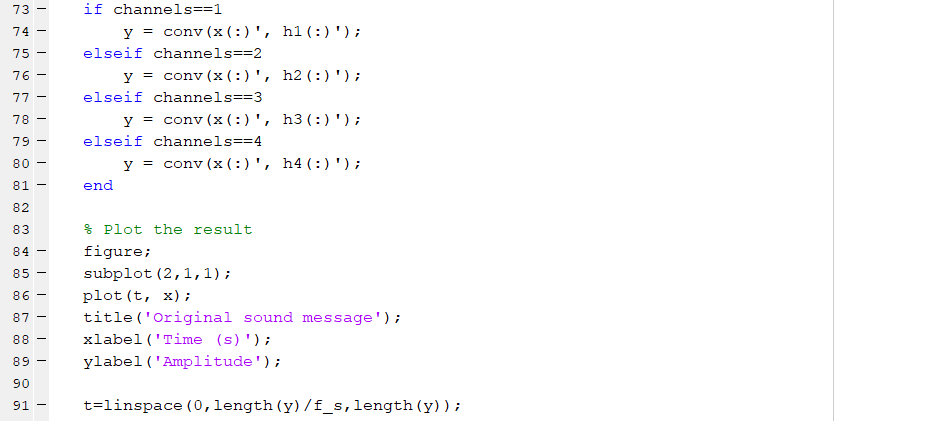 73 – if channels==1
74 – y = conv(x(:)', h1(:)');
75 – elseif channels==2
76 – y = conv(x(:)', h2(:)');
77 – elseif channels==3
78 – y = conv(x(:)', h3(:)');
79 – elseif channels==4
80 – y = conv(x(:)', h4(:)');
81 – end
82
83 % Plot the result
84 – figure;
85 – subplot(2,1,1);
86 – plot(t, x);
87 – title('Original sound message');
88 – xlabel('Time (s)');
89 – ylabel('Amplitude');
90
91 – t=linspace(0,length(y)/f_s,length(y));